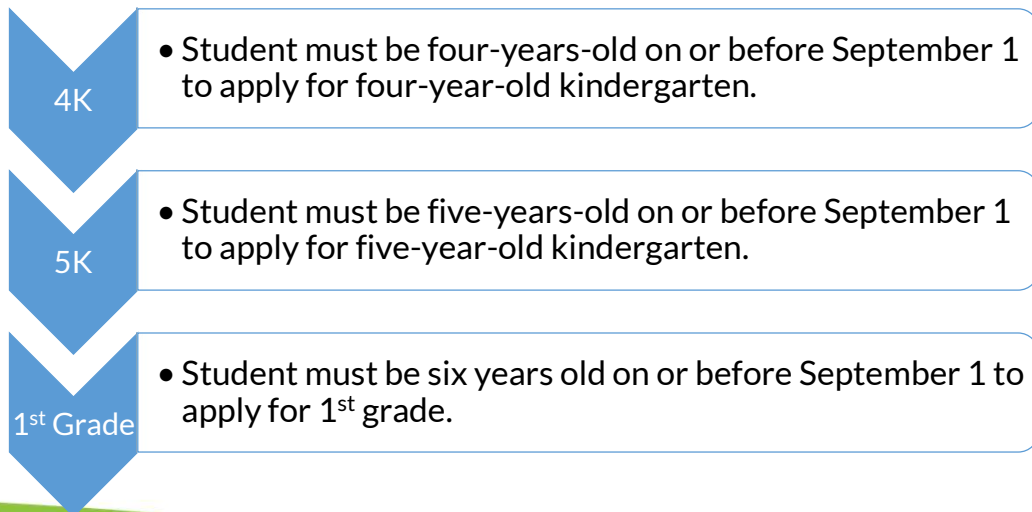 4K
• Student must be four-years-old on or before September 1
to apply for four-year-old kindergarten.
5K
• Student must be five-years-old on or before September 1
to apply for five-year-old kindergarten.
1st Grade
• Student must be six years old on or before September 1 to
apply for 1st grade.